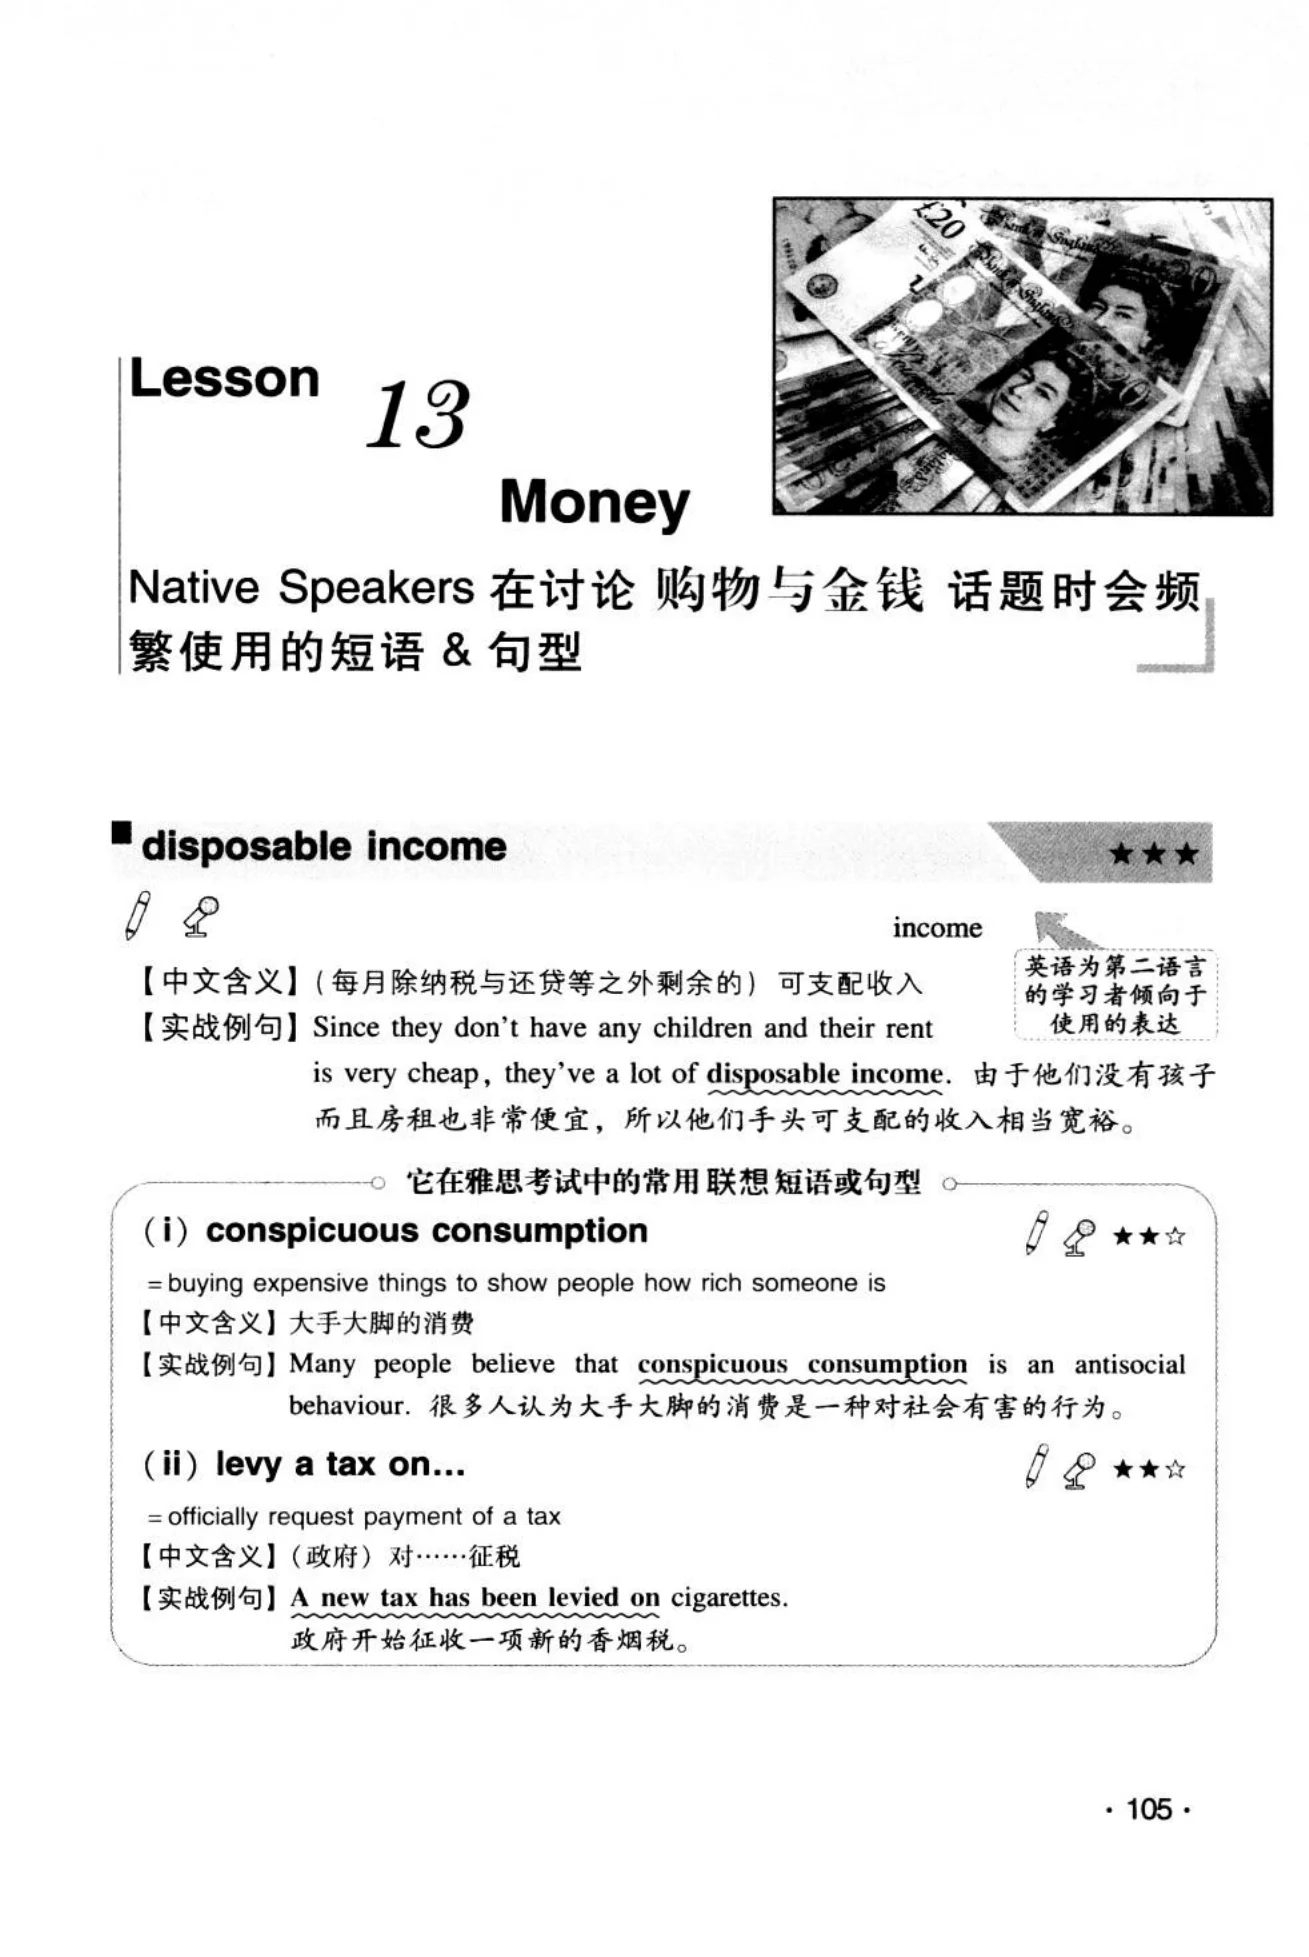 £20
Bank of England
Bank of England
20
20
Lesson
13
Money
Native Speakers 在讨论 购物与金钱 话题时会频
繁使用的短语 & 句型
■ disposable income ★★★
income
英语为第二语言
的学习者倾向于
使用的表达
【中文含义】(每月除纳税与还贷等之外剩余的) 可支配收入
【实战例句】Since they don't have any children and their rent
is very cheap, they've a lot of disposable income. 由于他们没有孩子
而且房租也非常便宜，所以他们手头可支配的收入相当宽裕。
它在雅思考试中的常用联想短语或句型
(i) conspicuous consumption ★★☆
= buying expensive things to show people how rich someone is
【中文含义】大手大脚的消费
【实战例句】Many people believe that conspicuous consumption is an antisocial
behaviour. 很多人认为大手大脚的消费是一种对社会有害的行为。
(ii) levy a tax on... ★★☆
= officially request payment of a tax
【中文含义】(政府) 对……征税
【实战例句】A new tax has been levied on cigarettes.
政府开始征收一项新的香烟税。
· 105 ·